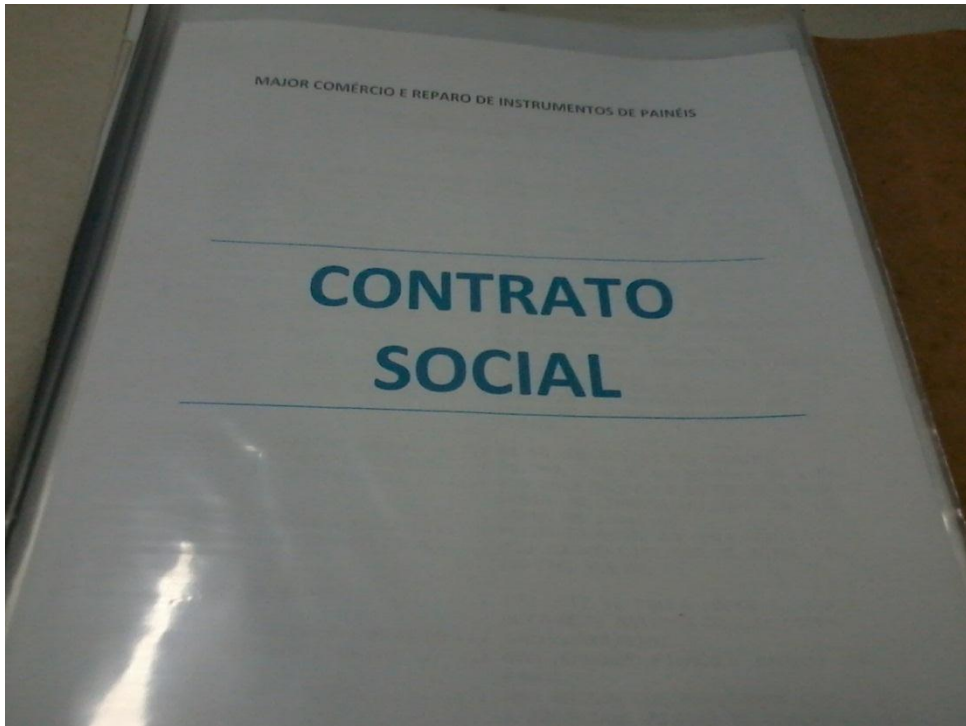 MAJOR COMÉRCIO E REPARO DE INSTRUMENTOS DE PAINÉIS
CONTRATO
SOCIAL